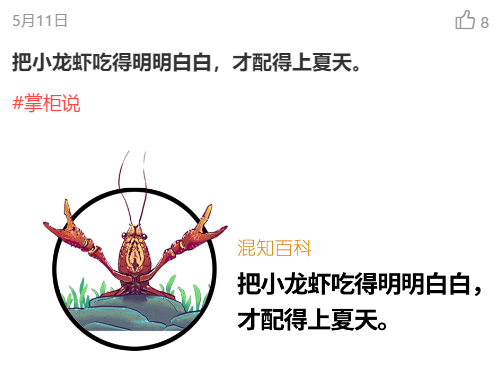 5月11日
8
把小龙虾吃得明明白白，才配得上夏天。
#掌柜说
混知百科
把小龙虾吃得明明白白，
才配得上夏天。